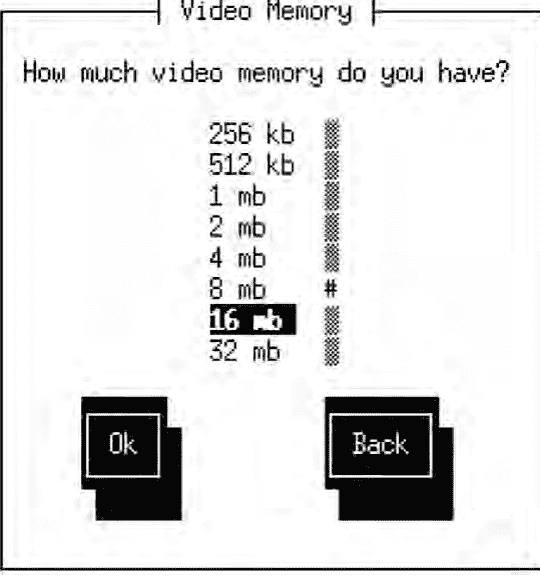 Video Memory
How much video memory do you have?
256 kb
512 kb
1 mb
2 mb
4 mb
8 mb #
16 mb
32 mb
Ok Back